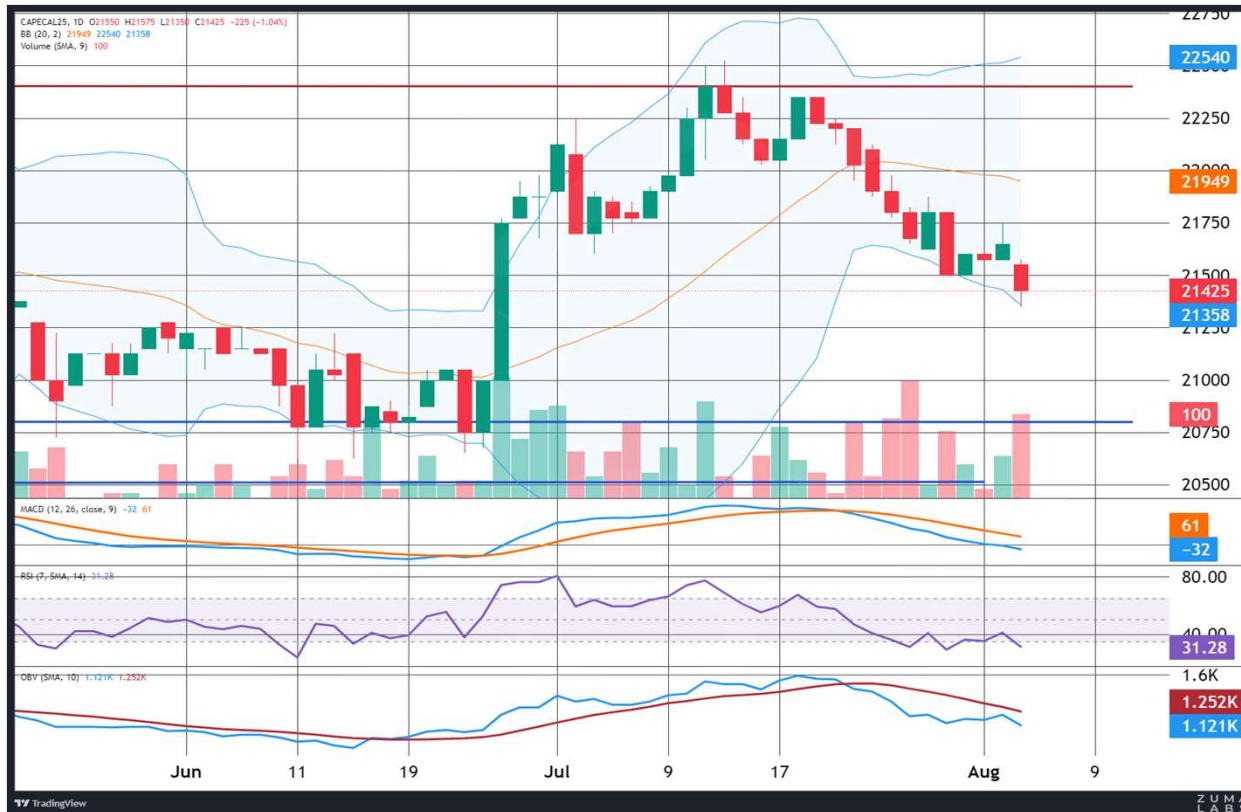 CAPECAL25, 1D O21550 H21575 L21350 C21425 −225 (−1.04%)
BB (20, 2) 21949 22540 21358
Volume (SMA, 9) 100
22750
22540
22500
22250
22000
21949
21750
21500
21425
21358
21250
21000
100
20750
20500
MACD (12, 26, close, 9) −32 61
61
−32
RSI (7, SMA, 14) 31.28
80.00
40.00
31.28
OBV (SMA, 10) 1.121K 1.252K
1.6K
1.252K
1.121K
Jun 11 19 Jul 9 17 Aug 9
TradingView